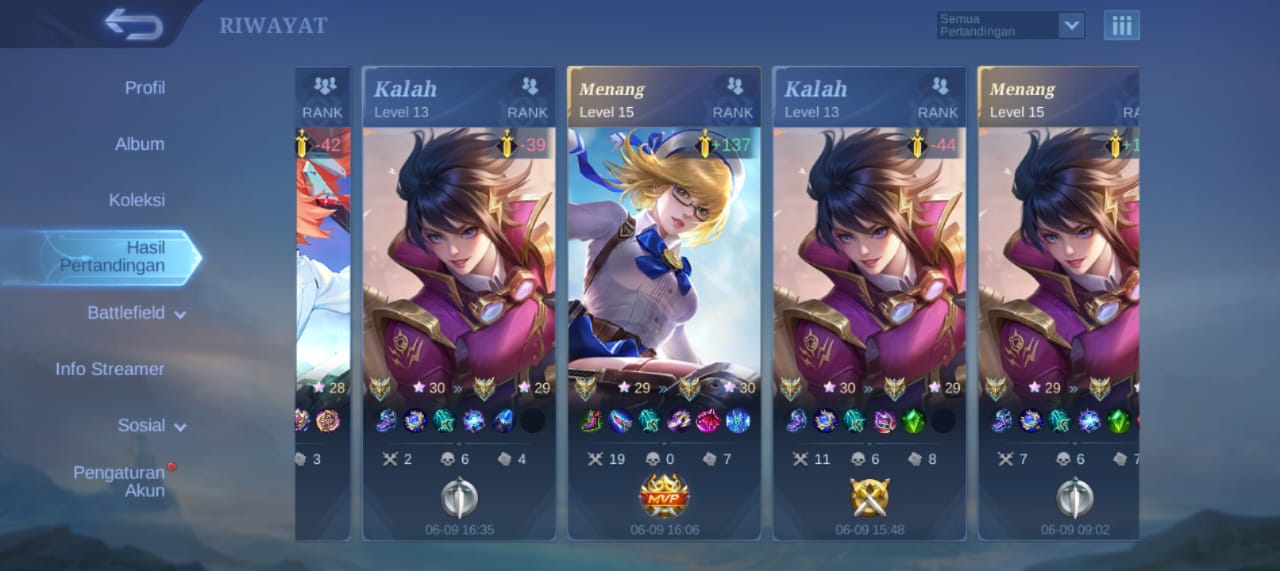 RIWAYAT
Semua
Pertandingan
Profil
Album
Koleksi
Hasil
Pertandingan
Battlefield
Info Streamer
Sosial
Pengaturan
Akun
RANK
-42
28
3
Kalah
Level 13
RANK
-39
30 » 29
2 6 4
06-09 16:35
Menang
Level 15
RANK
+137
29 » 30
19 0 7
MVP
06-09 16:06
Kalah
Level 13
RANK
-44
30 » 29
11 6 8
06-09 15:48
Menang
Level 15
RA
+1
29 »
7 6 7
06-09 09:02